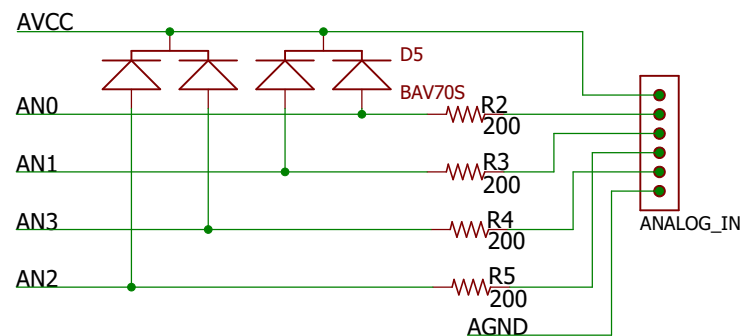 AVCC
D5
BAV70S
AN0
R2
200
AN1
R3
200
AN3
R4
200
ANALOG_IN
AN2
R5
200
AGND